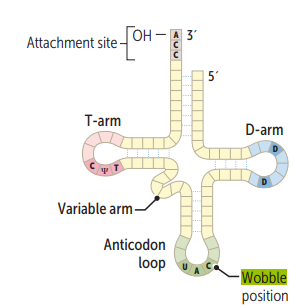 OH
A
C
C
3′
Attachment site
5′
T-arm
D-arm
C Ψ T
D
D
Variable arm
Anticodon
loop
U A C
Wobble
position